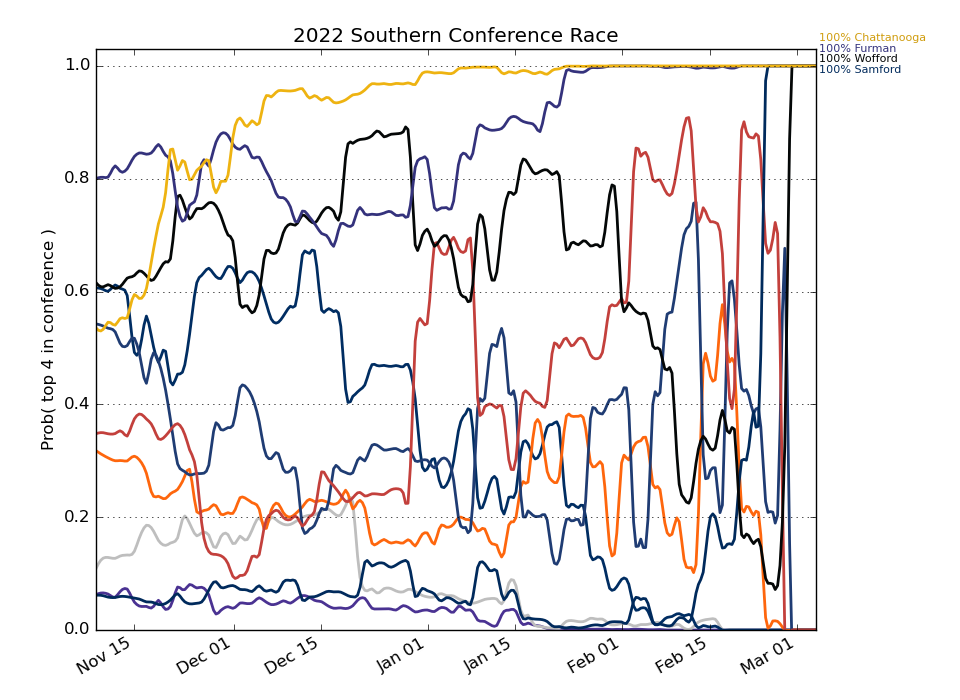 2022 Southern Conference Race
100% Chattanooga
100% Furman
100% Wofford
100% Samford
Prob( top 4 in conference )
1.0
0.8
0.6
0.4
0.2
0.0
Nov 15
Dec 01
Dec 15
Jan 01
Jan 15
Feb 01
Feb 15
Mar 01